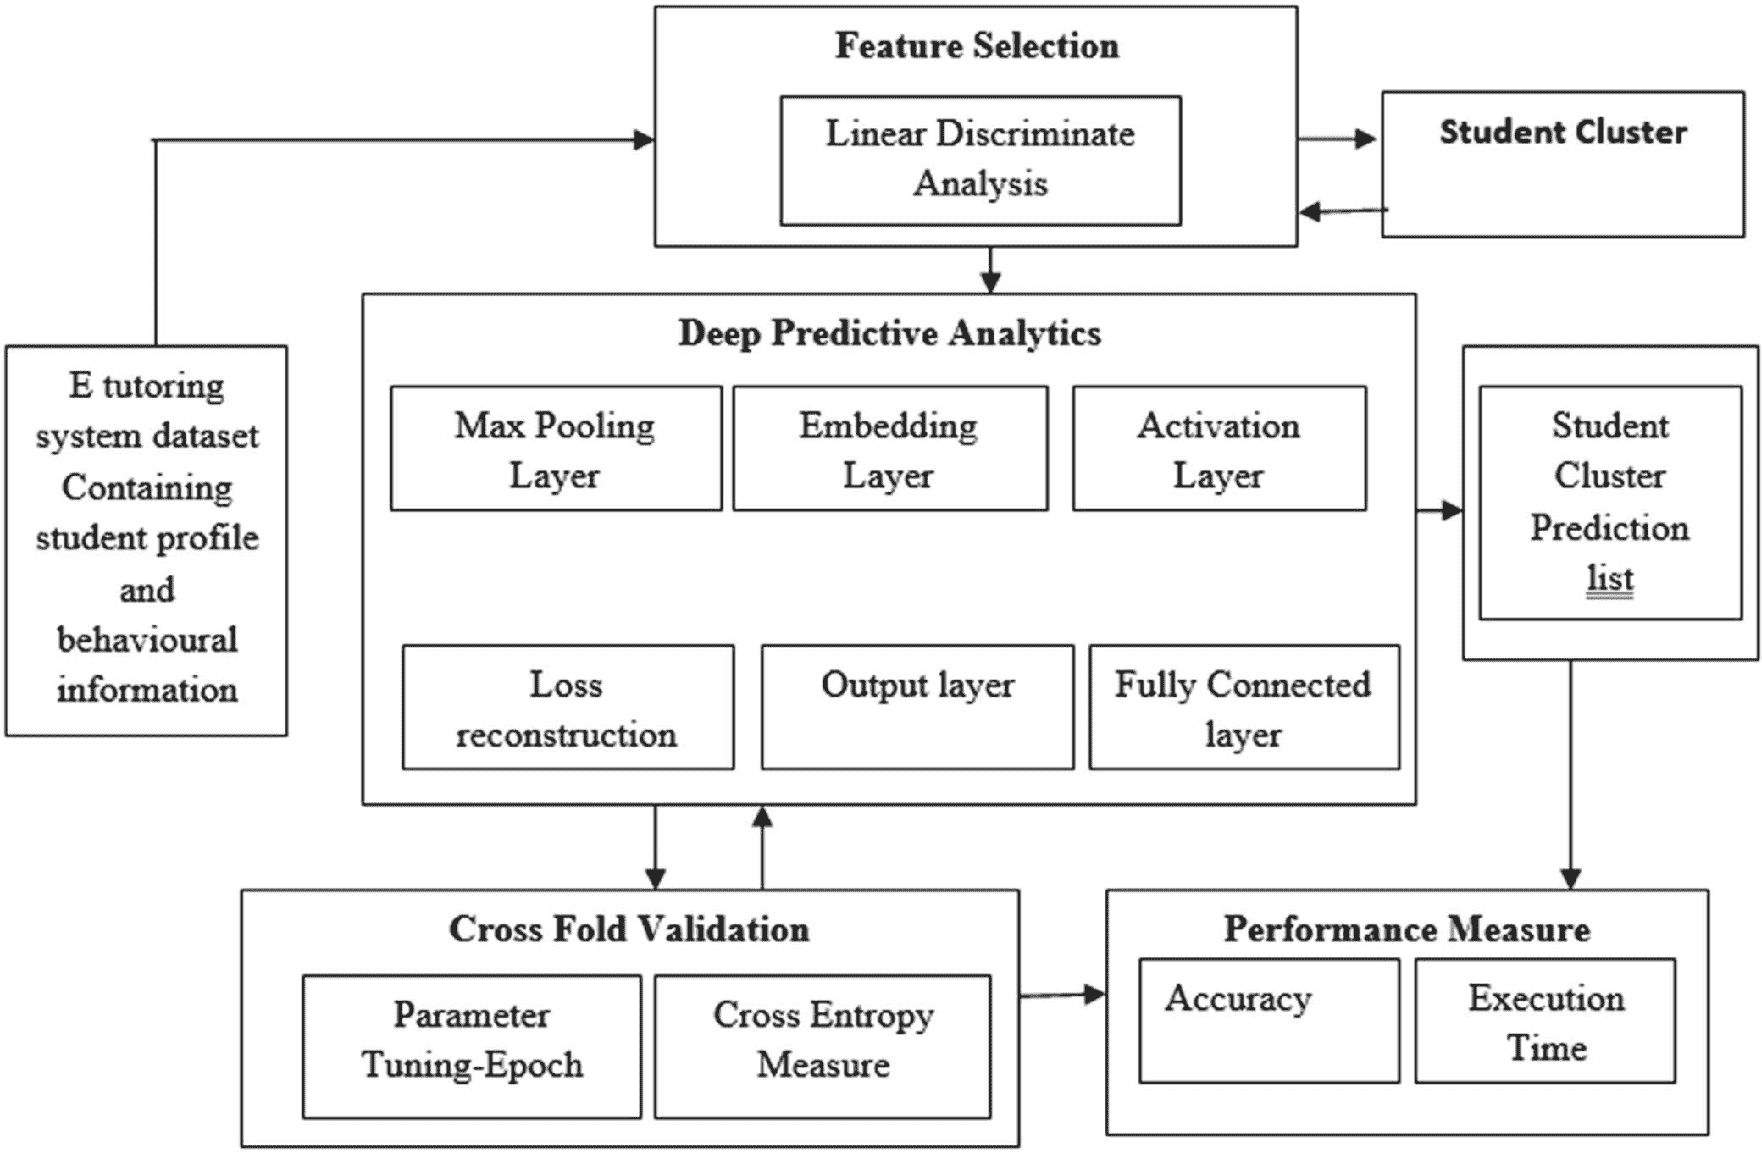 Feature Selection
Linear Discriminate
Analysis
Student Cluster
E tutoring
system dataset
Containing
student profile
and
behavioural
information
Deep Predictive Analytics
Max Pooling
Layer
Embedding
Layer
Activation
Layer
Loss
reconstruction
Output layer
Fully Connected
layer
Student
Cluster
Prediction
list
Cross Fold Validation
Parameter
Tuning-Epoch
Cross Entropy
Measure
Performance Measure
Accuracy
Execution
Time